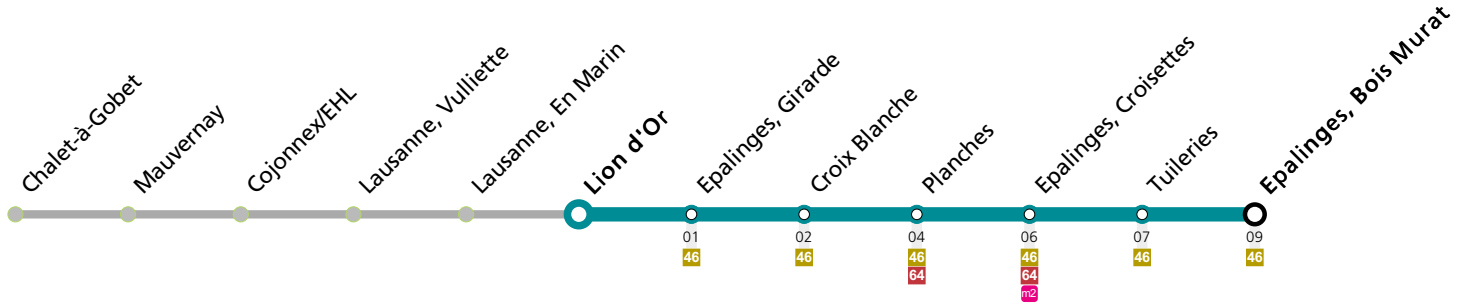 Chalet-à-Gobet
Mauvernay
Cojonnex/EHL
Lausanne, Vulliette
Lausanne, En Marin
Lion d'Or
Epalinges, Girarde
Croix Blanche
Planches
Epalinges, Croisettes
Tuileries
Epalinges, Bois Murat
01 02 04 06 07 09
46 46 46 46 46 46
64 64
m2